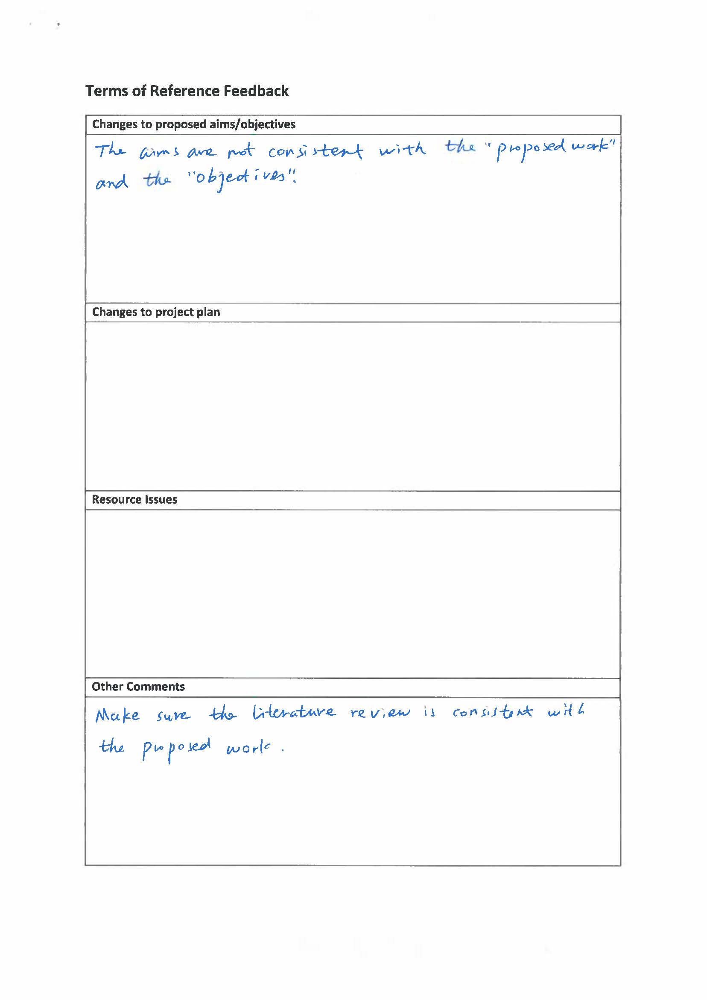 Terms of Reference Feedback
Changes to proposed aims/objectives
The aims are not consistent with the "proposed work"
and the "objectives".
Changes to project plan
Resource Issues
Other Comments
Make sure the literature review is consistent with
the proposed work.